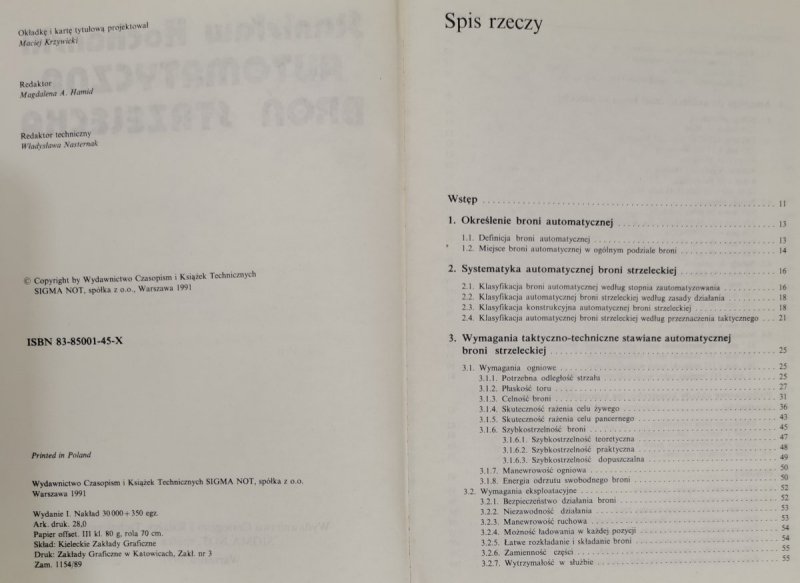 Okładkę i kartę tytułową projektował
Maciej Krzywicki
Redaktor
Magdalena A. Hamid
Redaktor techniczny
Władysława Nasternak
© Copyright by Wydawnictwo Czasopism i Książek Technicznych
SIGMA NOT, spółka z o.o., Warszawa 1991
ISBN 83-85001-45-X
Printed in Poland
Wydawnictwo Czasopism i Książek Technicznych SIGMA NOT, spółka z o.o.
Warszawa 1991
Wydanie I. Nakład 30 000 + 350 egz.
Ark. druk. 28,0
Papier offset. III kl. 80 g, rola 70 cm.
Skład: Kieleckie Zakłady Graficzne
Druk: Zakłady Graficzne w Katowicach, Zakł. nr 3
Zam. 1154/89
Spis rzeczy
Wstęp 11
1. Określenie broni automatycznej 13
1.1. Definicja broni automatycznej 13
1.2. Miejsce broni automatycznej w ogólnym podziale broni 14
2. Systematyka automatycznej broni strzeleckiej 16
2.1. Klasyfikacja broni automatycznej według stopnia zautomatyzowania 16
2.2. Klasyfikacja automatycznej broni strzeleckiej według zasady działania 18
2.3. Klasyfikacja konstrukcyjna automatycznej broni strzeleckiej 18
2.4. Klasyfikacja automatycznej broni strzeleckiej według przeznaczenia taktycznego 21
3. Wymagania taktyczno-techniczne stawiane automatycznej
broni strzeleckiej 25
3.1. Wymagania ogniowe 25
3.1.1. Potrzebna odległość strzału 25
3.1.2. Płaskość toru 27
3.1.3. Celność broni 31
3.1.4. Skuteczność rażenia celu żywego 36
3.1.5. Skuteczność rażenia celu pancernego 43
3.1.6. Szybkostrzelność broni 45
3.1.6.1. Szybkostrzelność teoretyczna 47
3.1.6.2. Szybkostrzelność praktyczna 48
3.1.6.3. Szybkostrzelność dopuszczalna 49
3.1.7. Manewrowość ogniowa 50
3.1.8. Energia odrzutu swobodnego broni 50
3.2. Wymagania eksploatacyjne 52
3.2.1. Bezpieczeństwo działania broni 52
3.2.2. Niezawodność działania 53
3.2.3. Manewrowość ruchowa 53
3.2.4. Możność ładowania w każdej pozycji 54
3.2.5. Łatwe rozkładanie i składanie broni 54
3.2.6. Zamienność części 55
3.2.7. Wytrzymałość w służbie 55